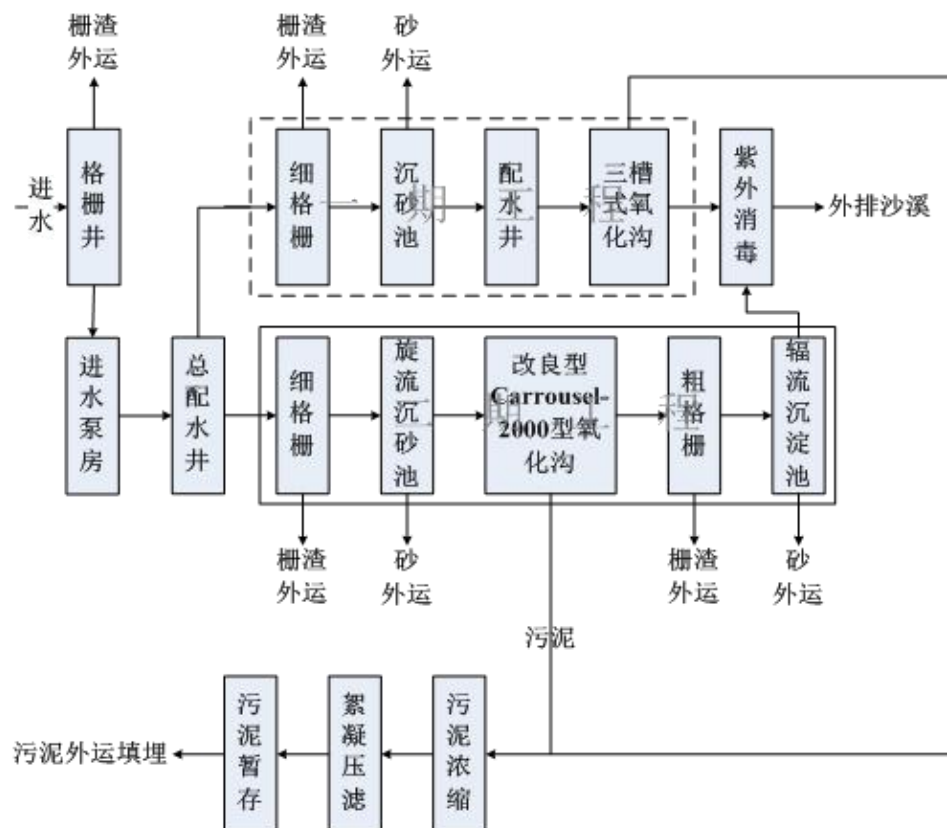 栅渣
外运
栅渣
外运
砂
外运
进水
格栅井
细格栅
沉砂池
配水井
三槽
式氧
化沟
一期工程
紫外消毒
外排沙溪
进水泵房
总配水井
细格栅
旋流沉砂池
改良型
Carrousel-
2000型氧
化沟
二期工程
粗格栅
辐流沉淀池
栅渣
外运
砂
外运
栅渣
外运
砂
外运
污泥
污泥外运填埋
污泥暂存
絮凝压滤
污泥浓缩